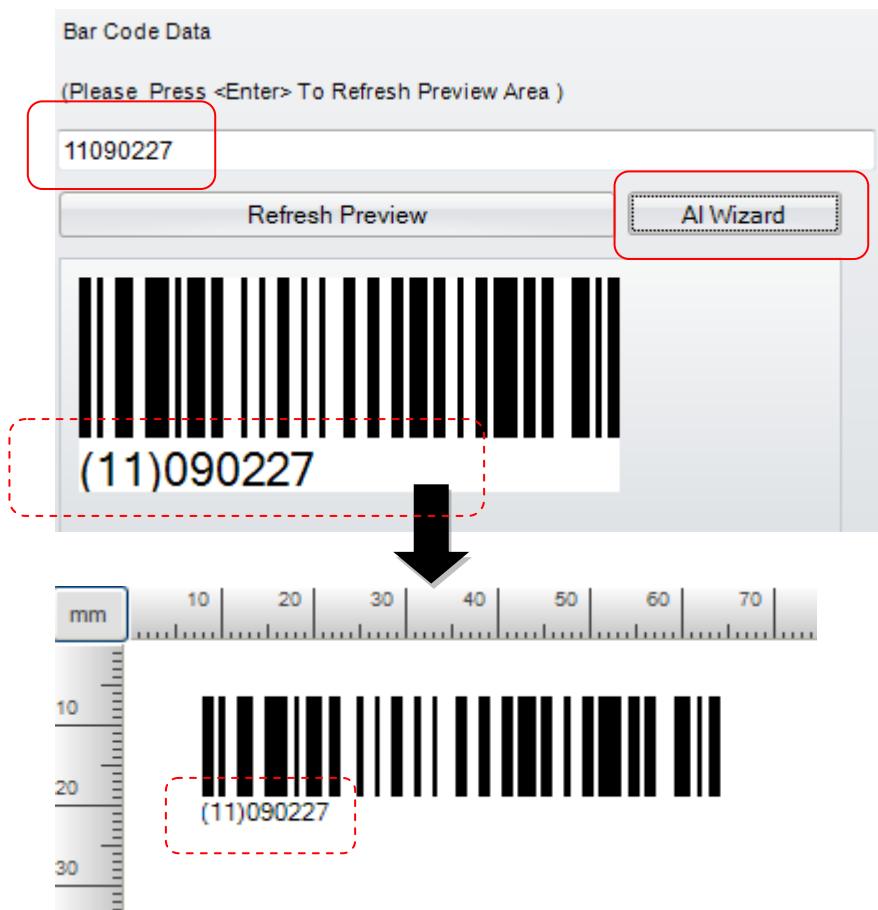 Bar Code Data
(Please Press <Enter> To Refresh Preview Area )
11090227
Refresh Preview AI Wizard
(11)090227
mm 10 20 30 40 50 60 70
10
20
(11)090227
30